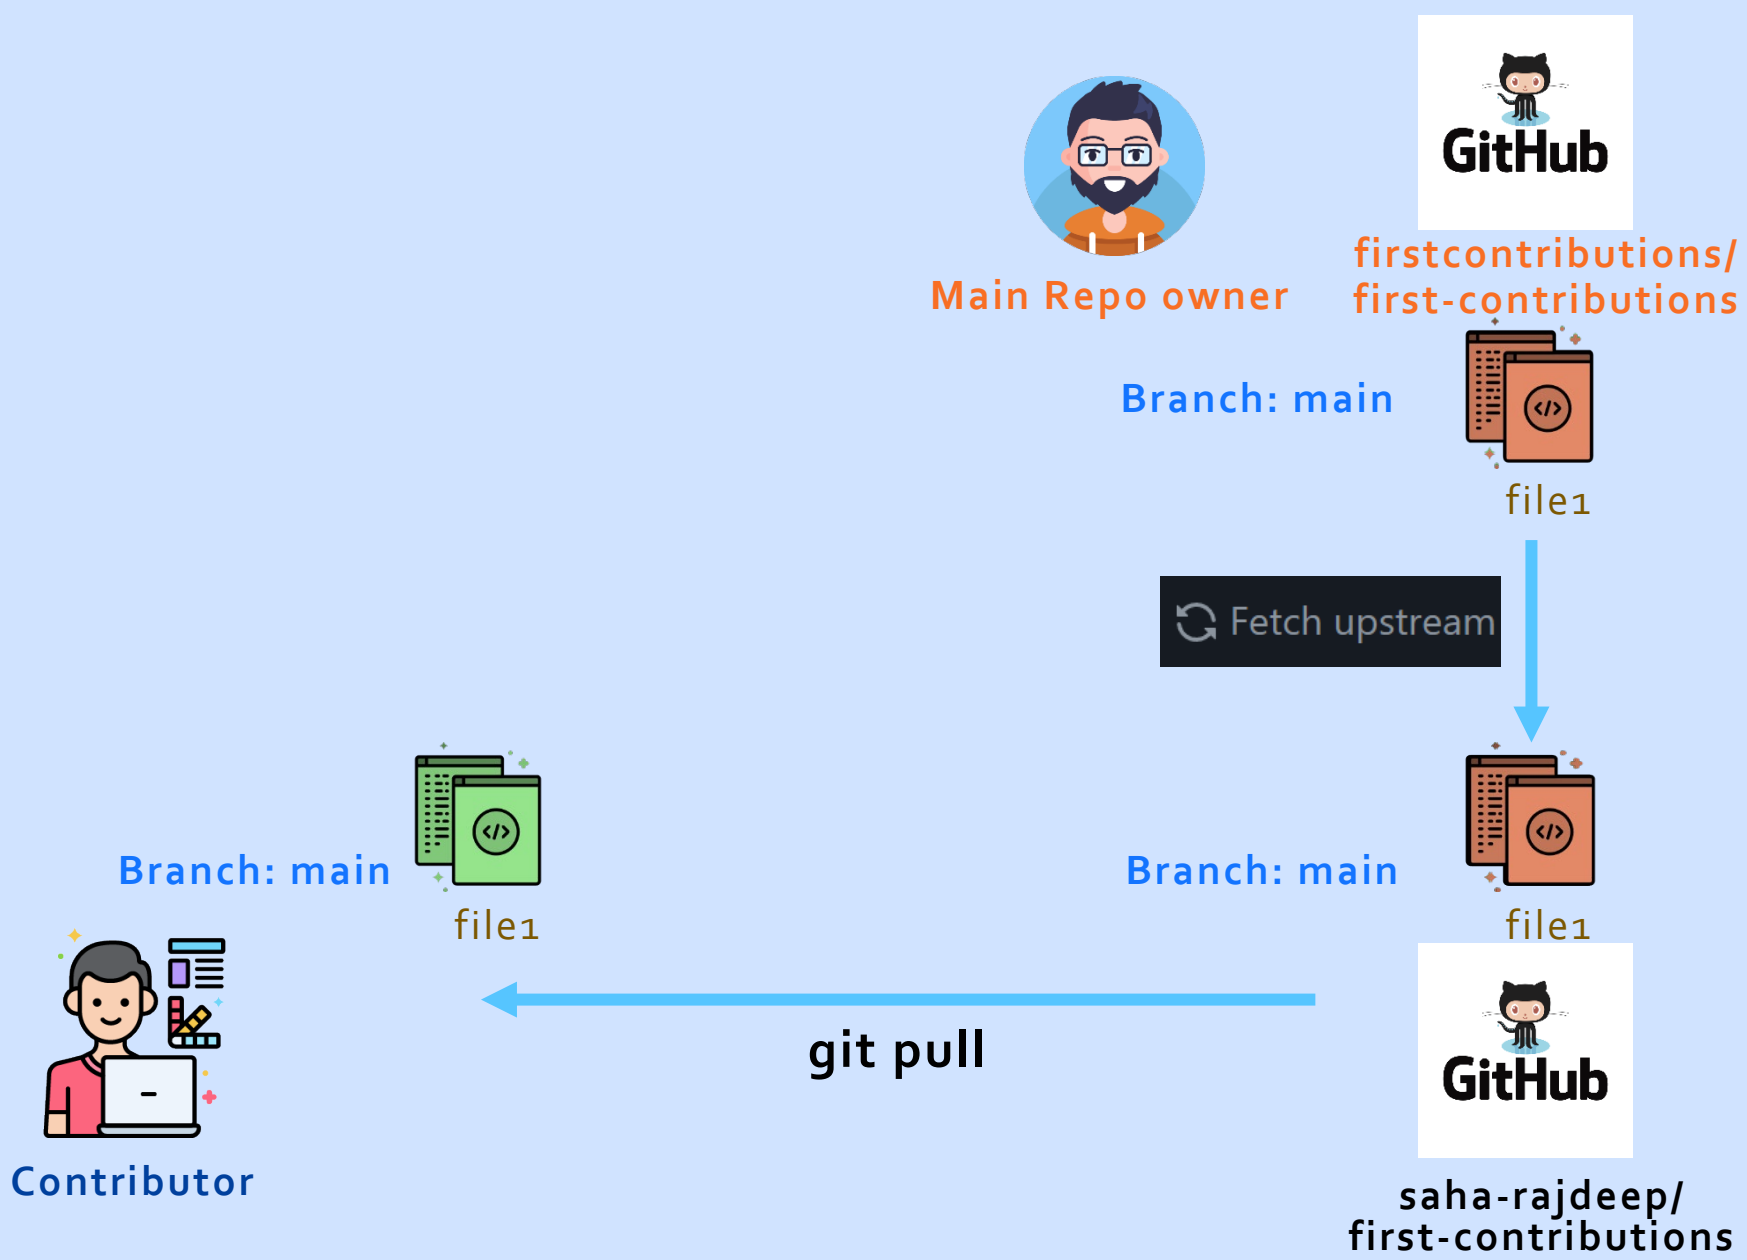 GitHub
firstcontributions/
first-contributions
Main Repo owner
Branch: main
file1
Fetch upstream
Branch: main
file1
Branch: main
file1
git pull
GitHub
Contributor
saha-rajdeep/
first-contributions